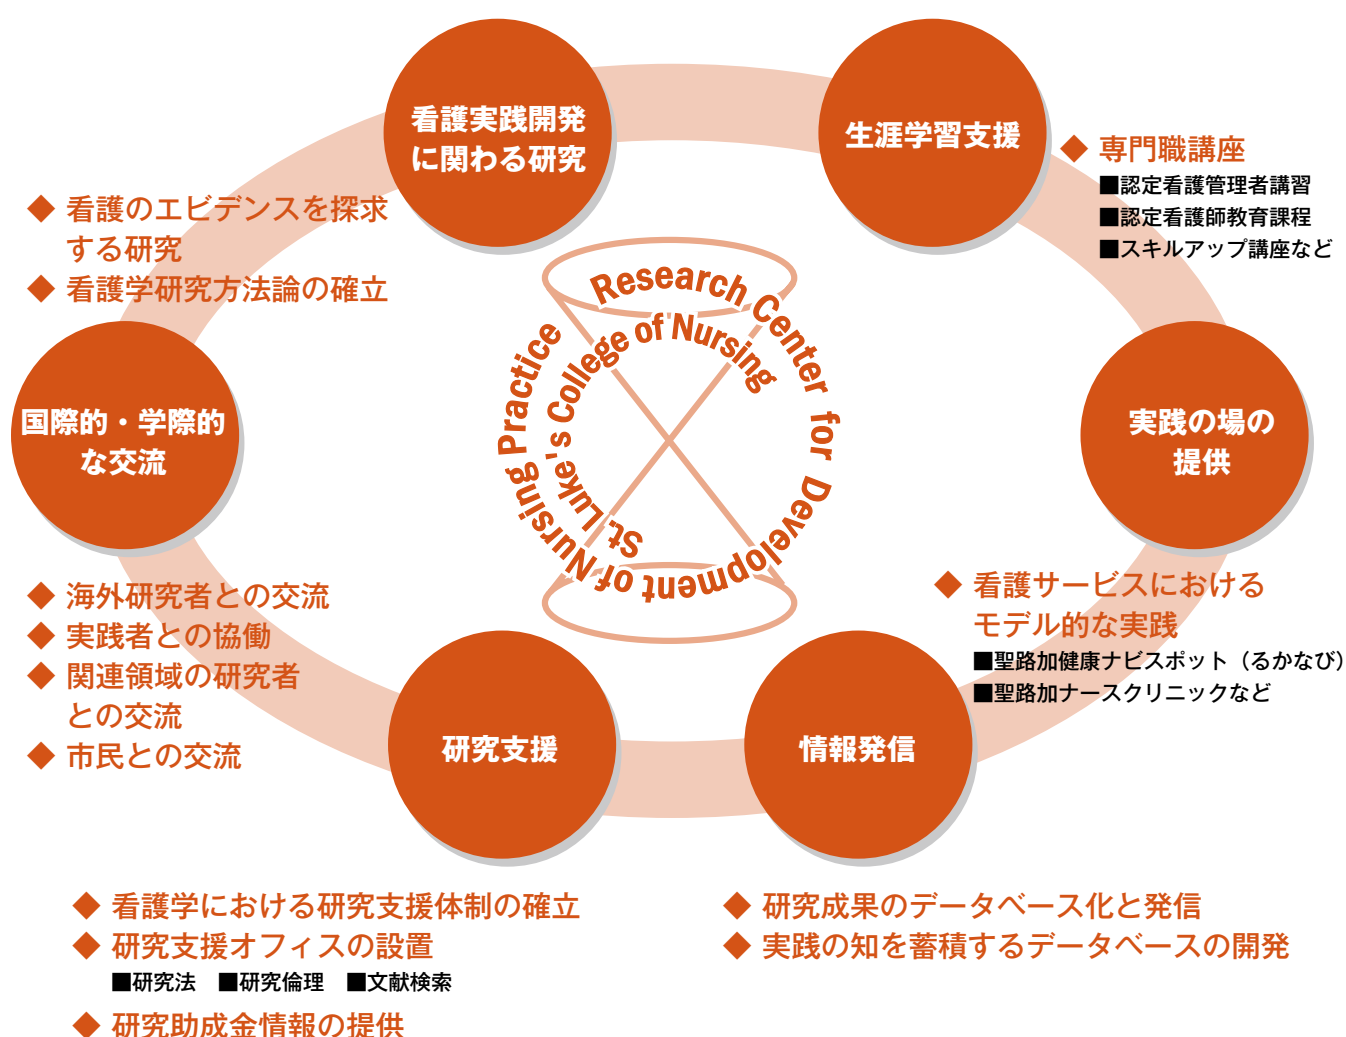 看護実践開発
に関わる研究
◆ 看護のエビデンスを探求
する研究
◆ 看護学研究方法論の確立
生涯学習支援
◆ 専門職講座
■認定看護管理者講習
■認定看護師教育課程
■スキルアップ講座など
Research Center for Development of Nursing Practice
St. Luke's College of Nursing
国際的・学際的
な交流
◆ 海外研究者との交流
◆ 実践者との協働
◆ 関連領域の研究者
との交流
◆ 市民との交流
実践の場の
提供
◆ 看護サービスにおける
モデル的な実践
■聖路加健康ナビスポット（るかなび）
■聖路加ナースクリニックなど
研究支援
◆ 看護学における研究支援体制の確立
◆ 研究支援オフィスの設置
■研究法 ■研究倫理 ■文献検索
◆ 研究助成金情報の提供
情報発信
◆ 研究成果のデータベース化と発信
◆ 実践の知を蓄積するデータベースの開発